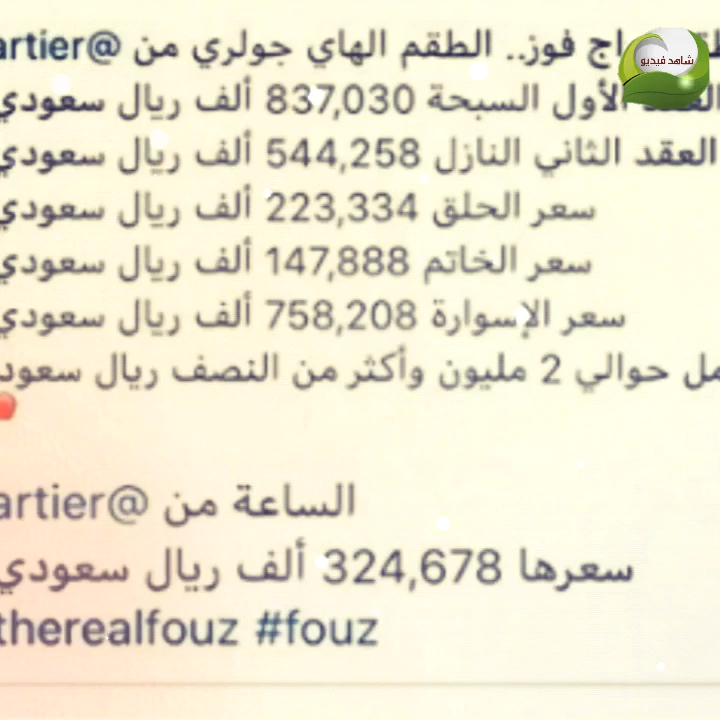 شاهد فيديو
اج فوز.. الطقم الهاي جولري من @artier
الأول السبحة 837,030 ألف ريال سعودي
العقد الثاني النازل 544,258 ألف ريال سعودي
سعر الحلق 223,334 ألف ريال سعودي
سعر الخاتم 147,888 ألف ريال سعودي
سعر الإسوارة 758,208 ألف ريال سعودي
مل حوالي 2 مليون وأكثر من النصف ريال سعود
الساعة من @artier
سعرها 324,678 ألف ريال سعودي
therealfouz #fouz